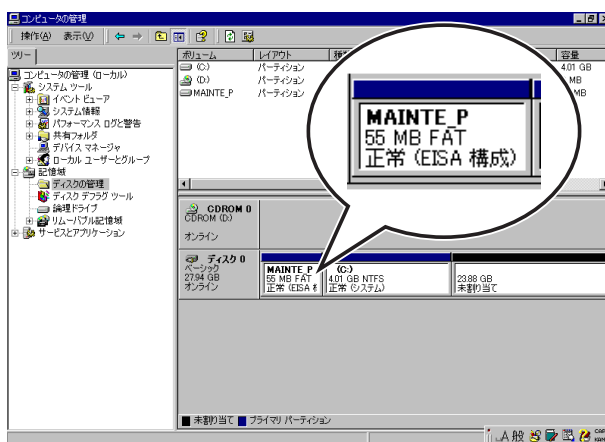 コンピュータの管理
操作(A) 表示(V)
ツリー
コンピュータの管理 (ローカル)
システム ツール
イベント ビューア
システム情報
パフォーマンス ログと警告
共有フォルダ
デバイス マネージャ
ローカル ユーザーとグループ
記憶域
ディスクの管理
ディスク デフラグ ツール
論理ドライブ
リムーバブル記憶域
サービスとアプリケーション
ボリューム レイアウト 容量
(C:) パーティション 4.01 GB
(D:) パーティション MB
MAINTE_P パーティション MB
MAINTE_P
55 MB FAT
正常 (EISA 構成)
CDROM 0
CDROM (D:)
オンライン
ディスク 0
ベーシック
27.94 GB
オンライン
MAINTE_P
55 MB FAT
正常 (EISA
(C:)
4.01 GB NTFS
正常 (システム)
23.88 GB
未割り当て
未割り当て プライマリ パーティション
A 般